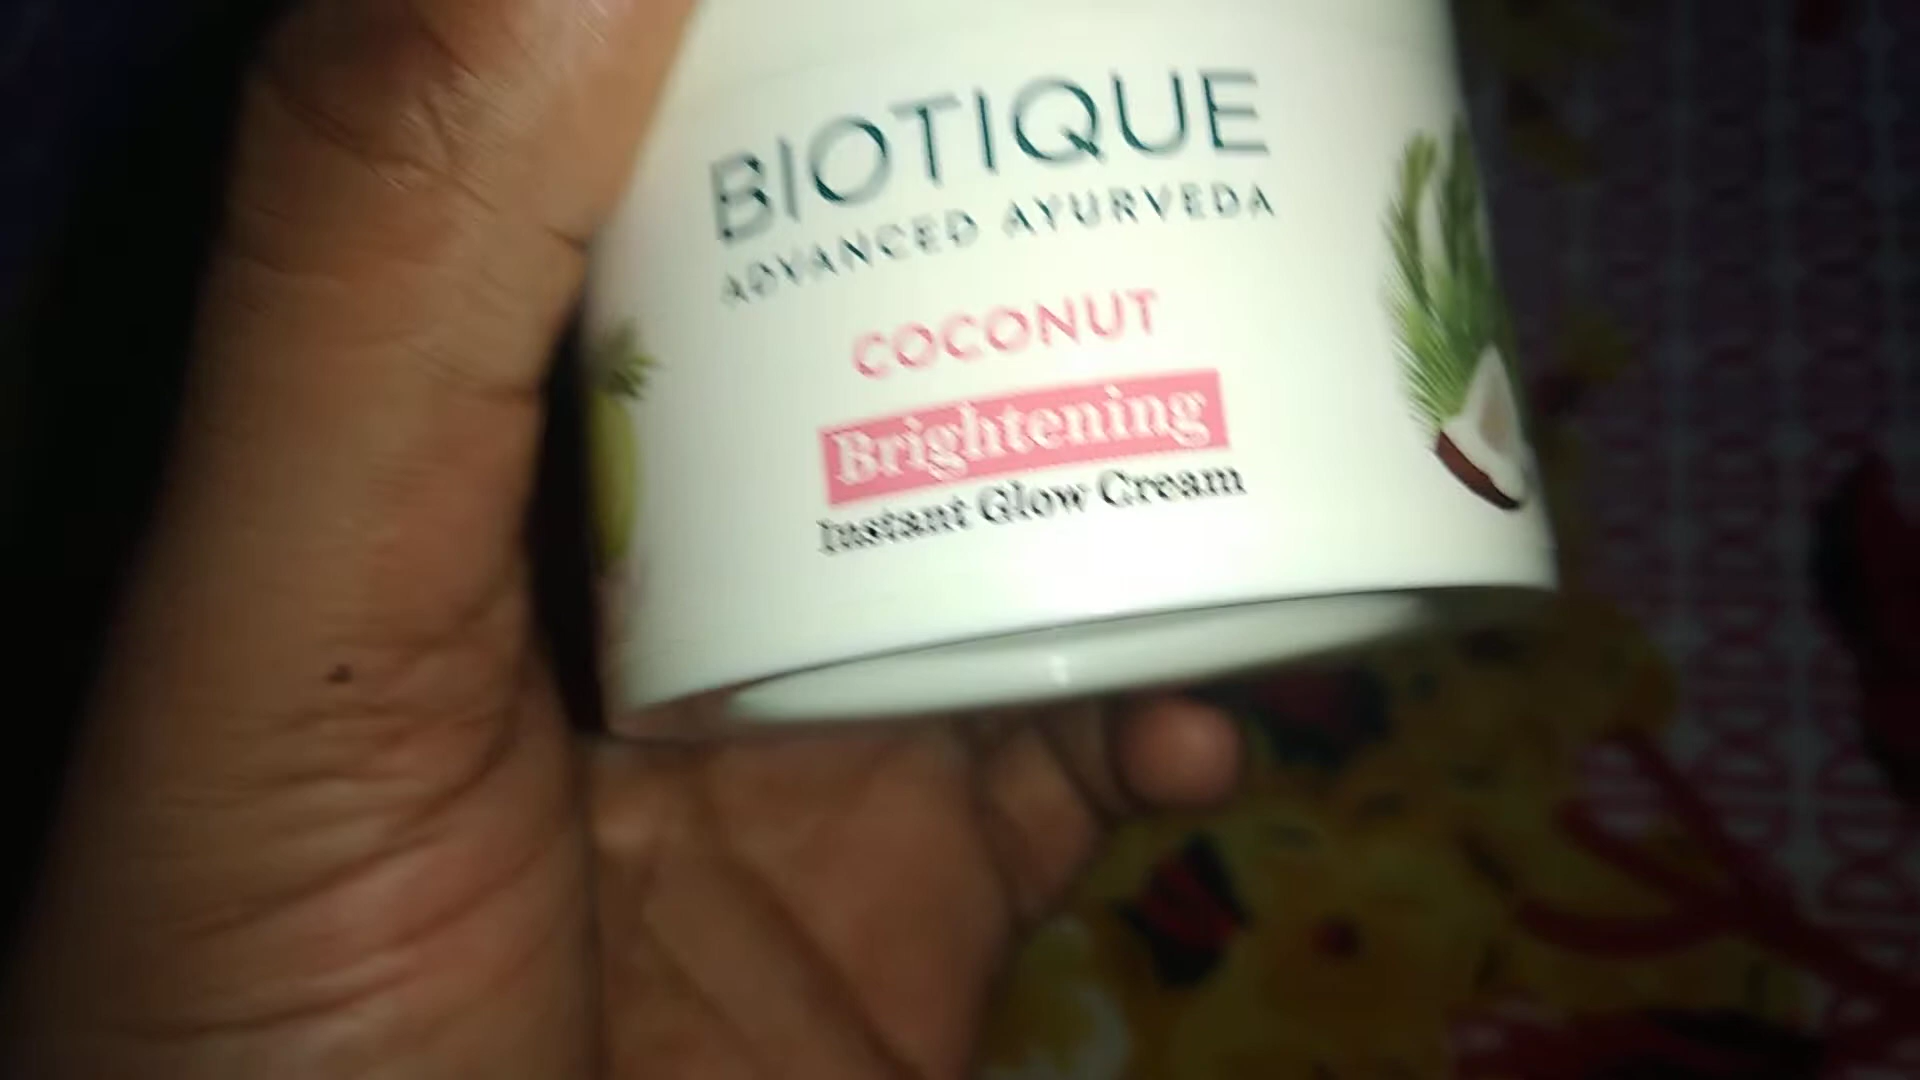 BIOTIQUE
ADVANCED AYURVEDA
COCONUT
Brightening
Instant Glow Cream